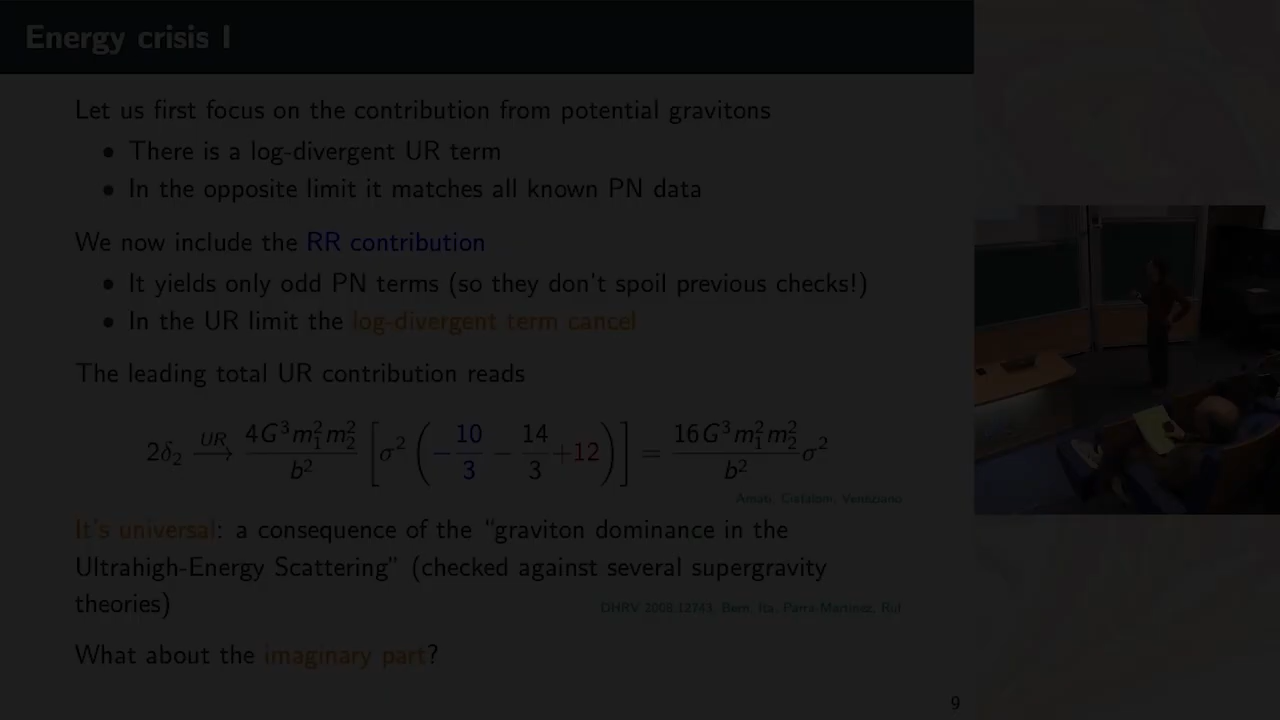 Energy crisis I
Let us first focus on the contribution from potential gravitons
• There is a log-divergent UR term
• In the opposite limit it matches all known PN data
We now include the RR contribution
• It yields only odd PN terms (so they don't spoil previous checks!)
• In the UR limit the log-divergent term cancel
The leading total UR contribution reads
2δ₂ —UR→ 4G³m₁²m₂²/b² [σ² (−10/3 − 14/3 +12)] = 16G³m₁²m₂²/b² σ²
Amati, Ciafaloni, Veneziano
It's universal: a consequence of the "graviton dominance in the
Ultrahigh-Energy Scattering" (checked against several supergravity
theories)
DHRV 2008.12743, Bern, Ita, Parra-Martinez, Ruf
What about the imaginary part?
9